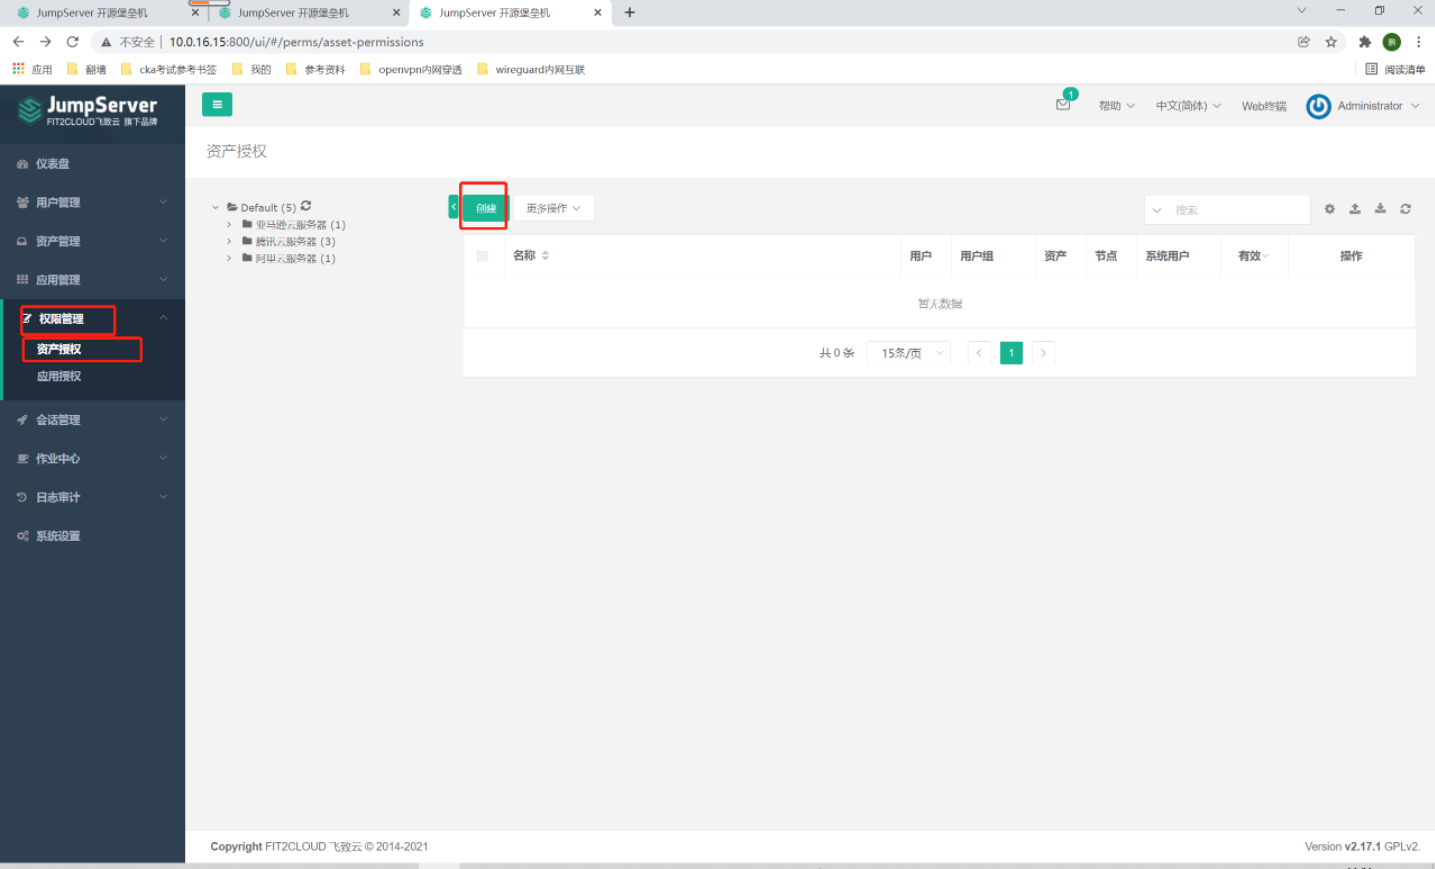 JumpServer 开源堡垒机
JumpServer 开源堡垒机
JumpServer 开源堡垒机
不安全 | 10.0.16.15:800/ui/#/perms/asset-permissions
应用 翻墙 cka考试参考书签 我的 参考资料 openvpn内网穿透 wireguard内网互联 阅读清单
JumpServer
FIT2CLOUD飞致云 旗下品牌
1
帮助 中文(简体) Web终端 Administrator
资产授权
仪表盘
用户管理
资产管理
应用管理
权限管理
资产授权
应用授权
会话管理
作业中心
日志审计
系统设置
Default (5)
亚马逊云服务器 (1)
腾讯云服务器 (3)
阿里云服务器 (1)
创建 更多操作 搜索
名称 用户 用户组 资产 节点 系统用户 有效 操作
暂无数据
共 0 条 15条/页 1
Copyright FIT2CLOUD 飞致云 © 2014-2021
Version v2.17.1 GPLv2.